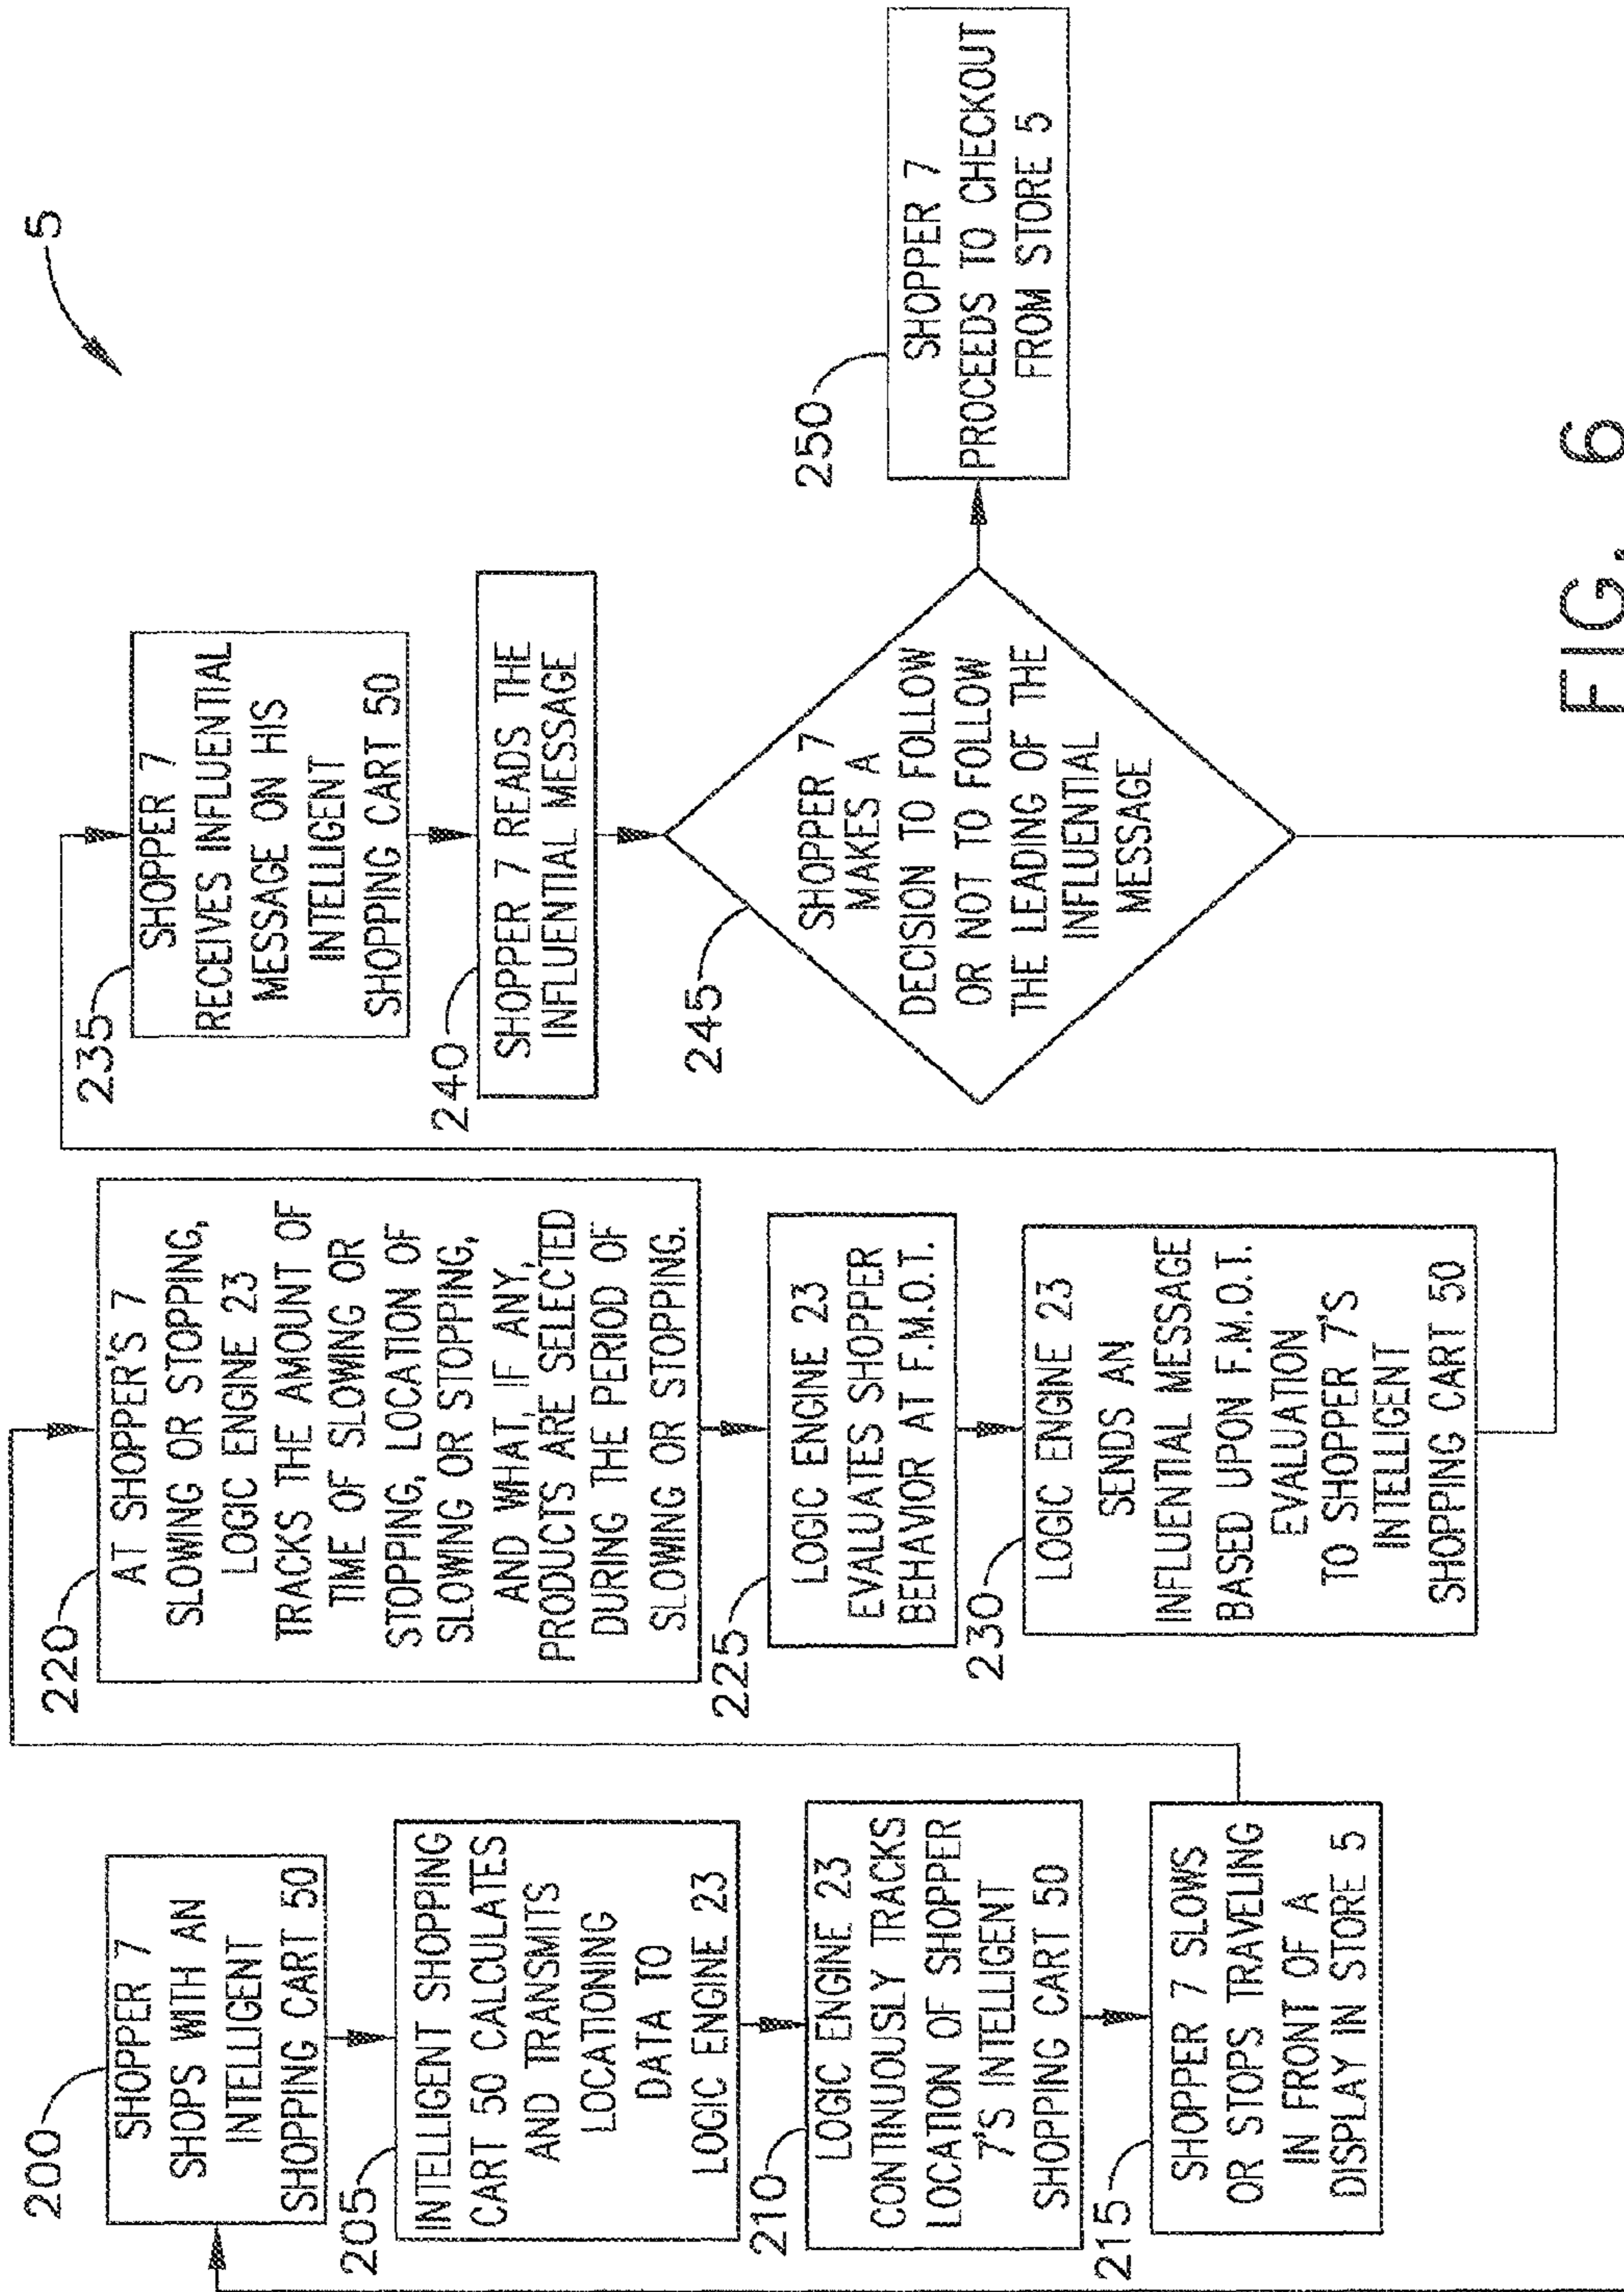 5
200
SHOPPER 7
SHOPS WITH AN
INTELLIGENT
SHOPPING CART 50
205
INTELLIGENT SHOPPING
CART 50 CALCULATES
AND TRANSMITS
LOCATIONING
DATA TO
LOGIC ENGINE 23
210
LOGIC ENGINE 23
CONTINUOUSLY TRACKS
LOCATION OF SHOPPER
7'S INTELLIGENT
SHOPPING CART 50
215
SHOPPER 7 SLOWS
OR STOPS TRAVELING
IN FRONT OF A
DISPLAY IN STORE 5
220
AT SHOPPER'S 7
SLOWING OR STOPPING,
LOGIC ENGINE 23
TRACKS THE AMOUNT OF
TIME OF SLOWING OR
STOPPING, LOCATION OF
SLOWING OR STOPPING,
AND WHAT, IF ANY,
PRODUCTS ARE SELECTED
DURING THE PERIOD OF
SLOWING OR STOPPING.
225
LOGIC ENGINE 23
EVALUATES SHOPPER
BEHAVIOR AT F.M.O.T.
230
LOGIC ENGINE 23
SENDS AN
INFLUENTIAL MESSAGE
BASED UPON F.M.O.T.
EVALUATION
TO SHOPPER 7'S
INTELLIGENT
SHOPPING CART 50
235
SHOPPER 7
RECEIVES INFLUENTIAL
MESSAGE ON HIS
INTELLIGENT
SHOPPING CART 50
240
SHOPPER 7 READS THE
INFLUENTIAL MESSAGE
245
SHOPPER 7
MAKES A
DECISION TO FOLLOW
OR NOT TO FOLLOW
THE LEADING OF THE
INFLUENTIAL
MESSAGE
250
SHOPPER 7
PROCEEDS TO CHECKOUT
FROM STORE 5
FIG. 6